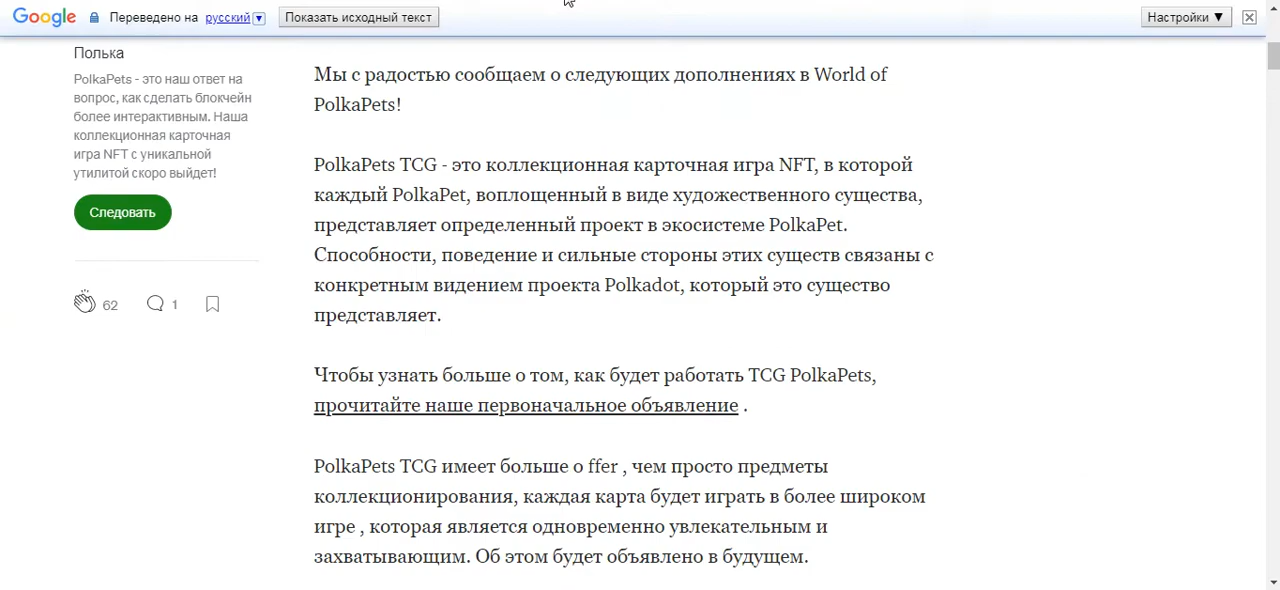 Google Переведено на русский ▼ Показать исходный текст Настройки ▼
Полька
PolkaPets - это наш ответ на
вопрос, как сделать блокчейн
более интерактивным. Наша
коллекционная карточная
игра NFT с уникальной
утилитой скоро выйдет!
Следовать
62 1
Мы с радостью сообщаем о следующих дополнениях в World of
PolkaPets!
PolkaPets TCG - это коллекционная карточная игра NFT, в которой
каждый PolkaPet, воплощенный в виде художественного существа,
представляет определенный проект в экосистеме PolkaPet.
Способности, поведение и сильные стороны этих существ связаны с
конкретным видением проекта Polkadot, который это существо
представляет.
Чтобы узнать больше о том, как будет работать TCG PolkaPets,
прочитайте наше первоначальное объявление .
PolkaPets TCG имеет больше о ffer , чем просто предметы
коллекционирования, каждая карта будет играть в более широком
игре , которая является одновременно увлекательным и
захватывающим. Об этом будет объявлено в будущем.